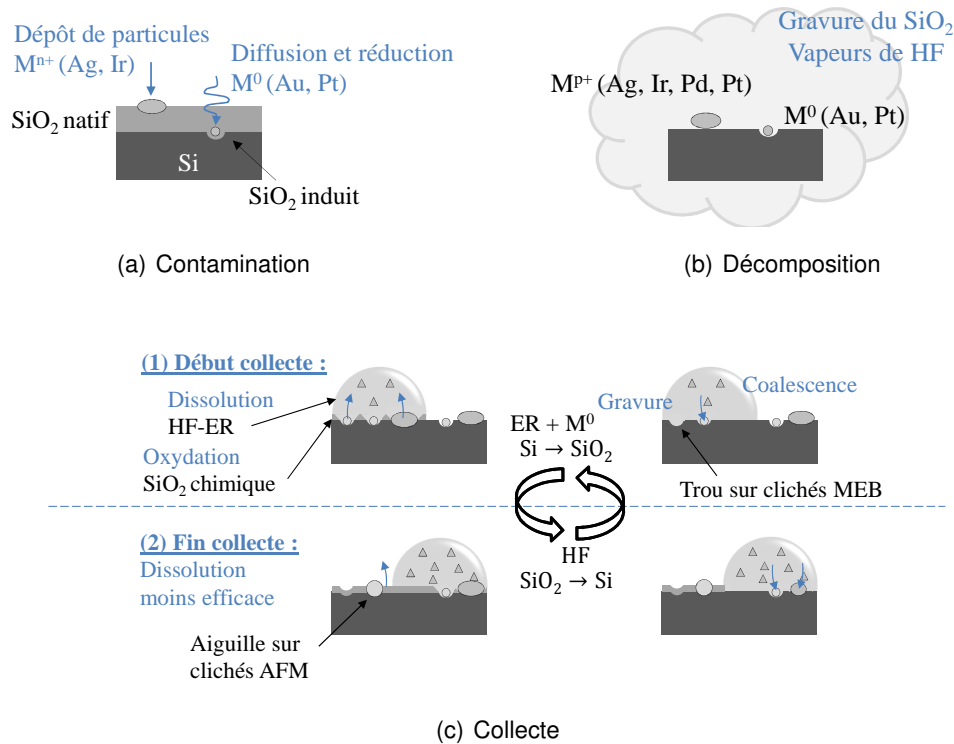 Dépôt de particules
Mⁿ⁺ (Ag, Ir)
Diffusion et réduction
M⁰ (Au, Pt)
SiO₂ natif
Si
SiO₂ induit
(a) Contamination
Gravure du SiO₂
Vapeurs de HF
Mᵖ⁺ (Ag, Ir, Pd, Pt)
M⁰ (Au, Pt)
(b) Décomposition
(1) Début collecte :
Dissolution
HF-ER
Oxydation
SiO₂ chimique
ER + M⁰
Si → SiO₂
Gravure
Coalescence
Trou sur clichés MEB
(2) Fin collecte :
Dissolution
moins efficace
HF
SiO₂ → Si
Aiguille sur
clichés AFM
(c) Collecte